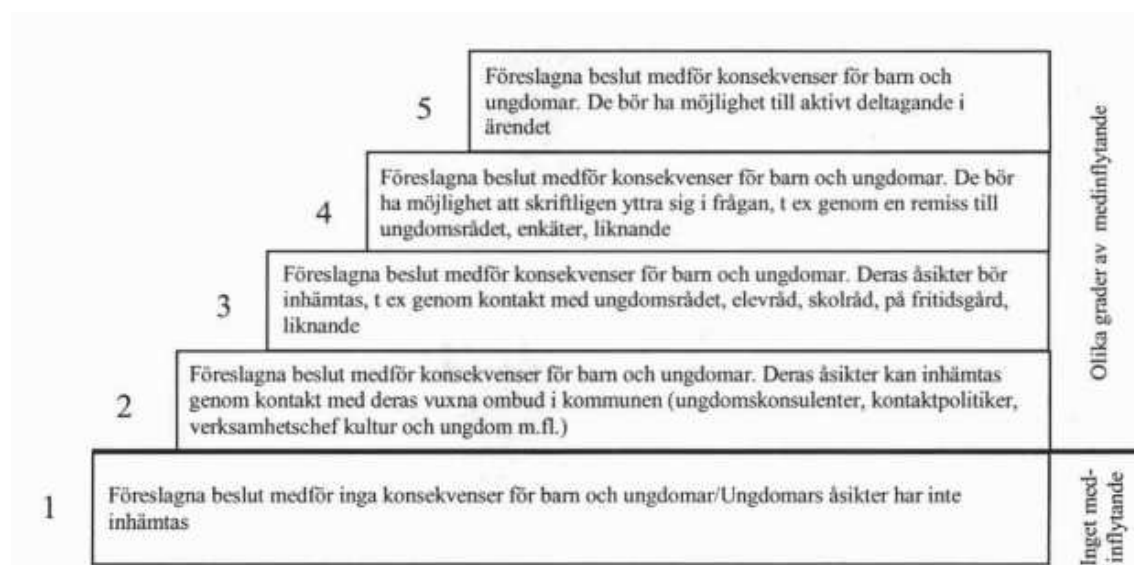 5
Föreslagna beslut medför konsekvenser för barn och
ungdomar. De bör ha möjlighet till aktivt deltagande i
ärendet
4
Föreslagna beslut medför konsekvenser för barn och ungdomar. De bör
ha möjlighet att skriftligen yttra sig i frågan, t ex genom en remiss till
ungdomsrådet, enkäter, liknande
3
Föreslagna beslut medför konsekvenser för barn och ungdomar. Deras åsikter bör
inhämtas, t ex genom kontakt med ungdomsrådet, elevråd, skolråd, på fritidsgård,
liknande
2
Föreslagna beslut medför konsekvenser för barn och ungdomar. Deras åsikter kan inhämtas
genom kontakt med deras vuxna ombud i kommunen (ungdomskonsulenter, kontaktpolitiker,
verksamhetschef kultur och ungdom m.fl.)
1
Föreslagna beslut medför inga konsekvenser för barn och ungdomar/Ungdomars åsikter har inte
inhämtas
Olika grader av medinflytande
Inget med-
inflytande